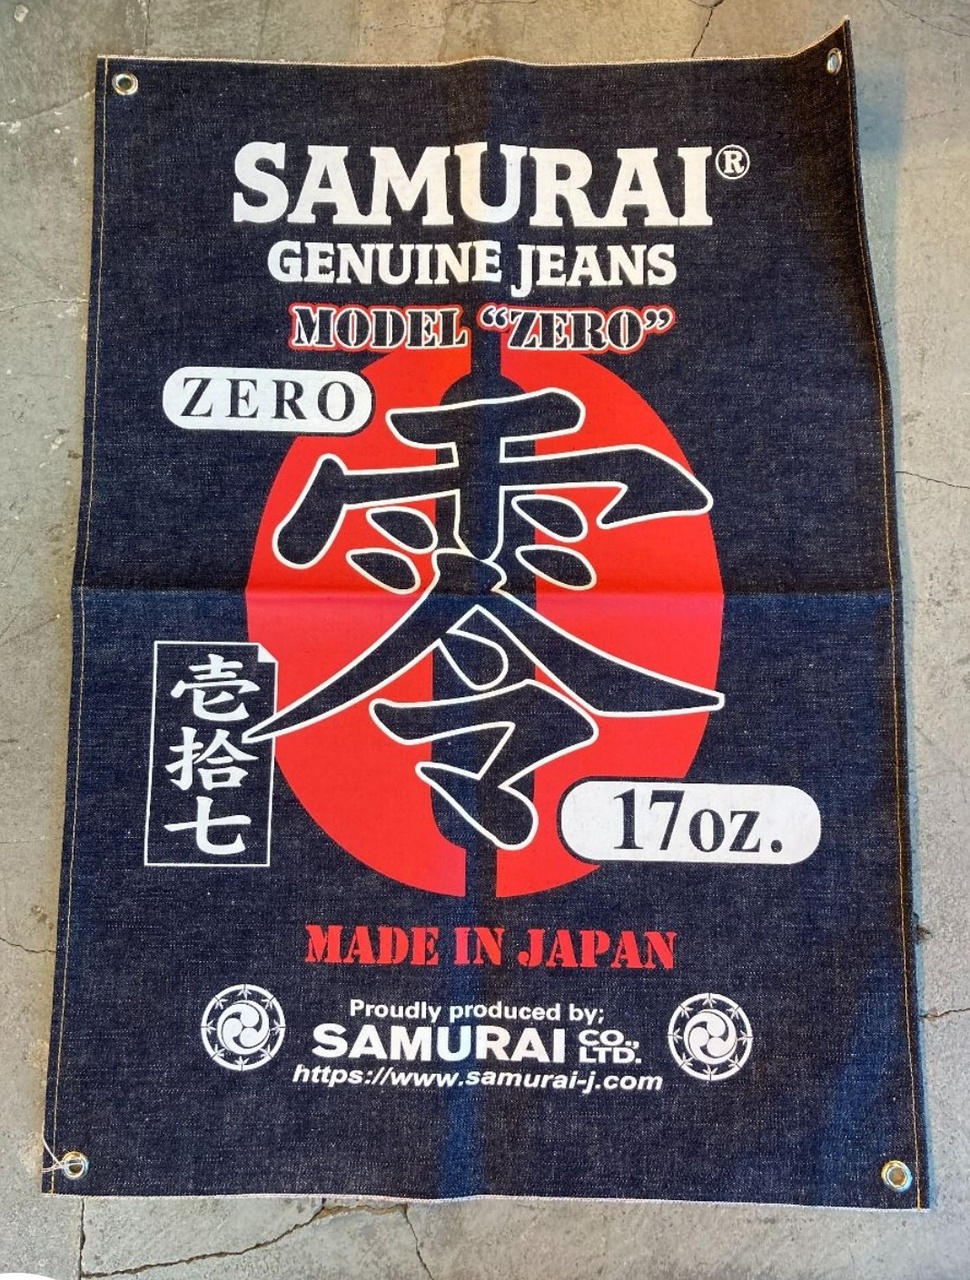 SAMURAI®
GENUINE JEANS
MODEL “ZERO”
ZERO
零
壱拾七
17oz.
MADE IN JAPAN
Proudly produced by;
SAMURAI CO., LTD.
https://www.samurai-j.com